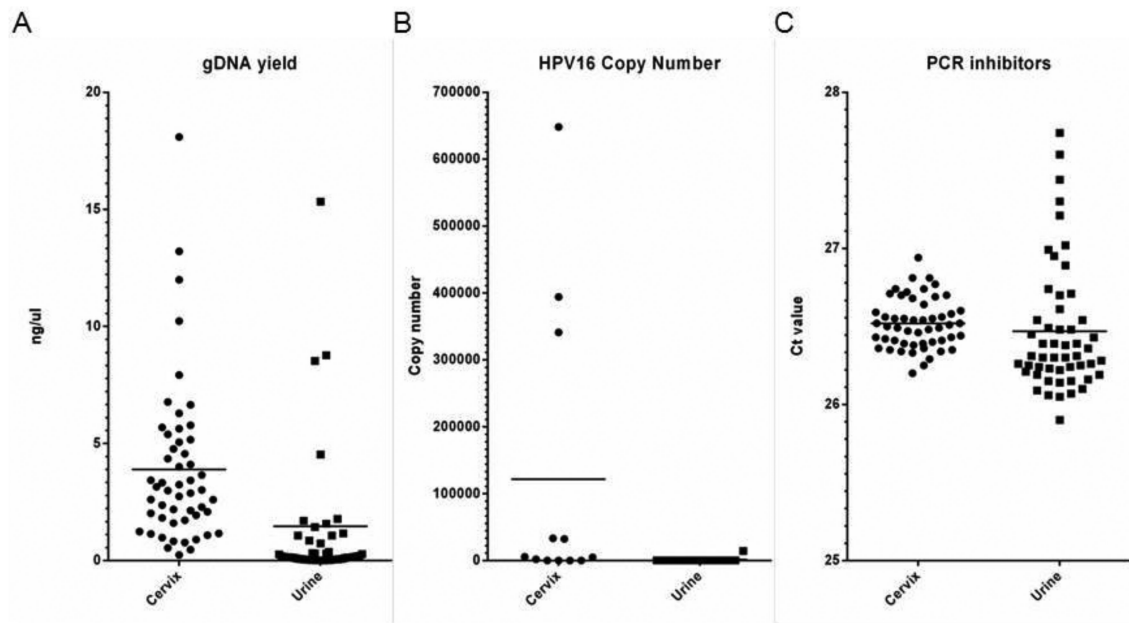 A
B
C
gDNA yield
20
15
10
5
0
ng/ul
Cervix
Urine
HPV16 Copy Number
700000
600000
500000
400000
300000
200000
100000
0
Copy number
Cervix
Urine
PCR inhibitors
28
27
26
25
Ct value
Cervix
Urine